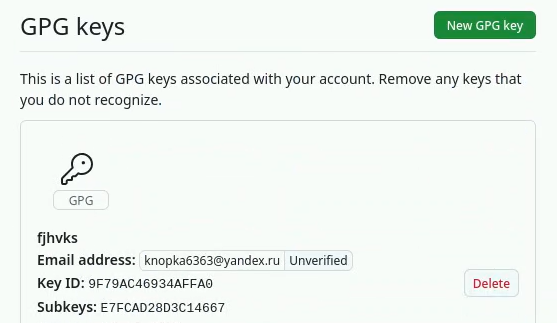 GPG keys
New GPG key
This is a list of GPG keys associated with your account. Remove any keys that
you do not recognize.
GPG
fjhvks
Email address: knopka6363@yandex.ru Unverified
Key ID: 9F79AC46934AFFA0
Delete
Subkeys: E7FCAD28D3C14667